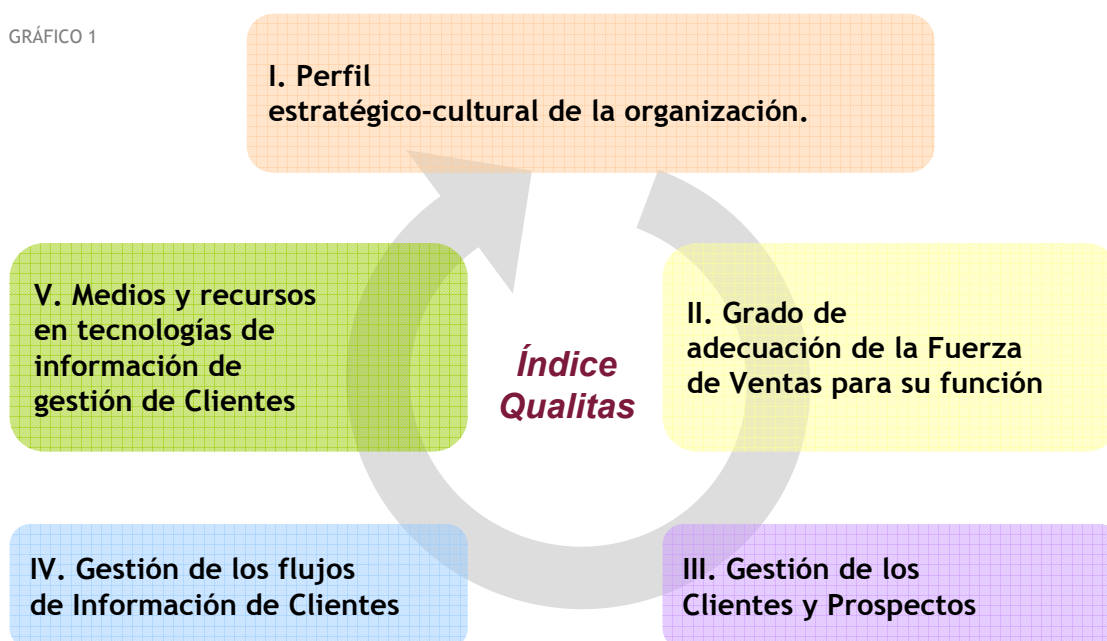 GRÁFICO 1
I. Perfil
estratégico-cultural de la organización.
V. Medios y recursos
en tecnologías de
información de
gestión de Clientes
Índice
Qualitas
II. Grado de
adecuación de la Fuerza
de Ventas para su función
IV. Gestión de los flujos
de Información de Clientes
III. Gestión de los
Clientes y Prospectos